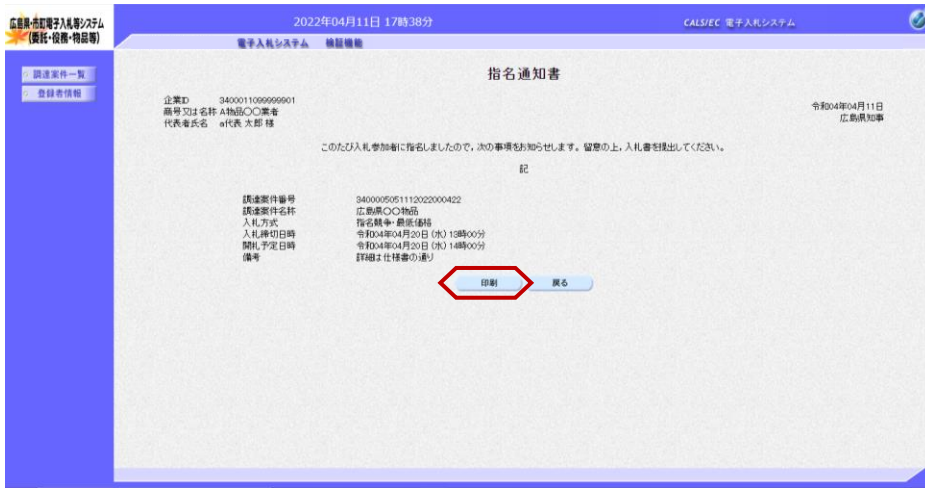 広島県・市町電子入札等システム
(委託・役務・物品等)
2022年04月11日 17時38分
CALS/EC 電子入札システム
電子入札システム 検証機能
調達案件一覧
登録者情報
指名通知書
企業ID 3400011099999901
商号又は名称 A物品〇〇業者
代表者氏名 α代表 太郎 様
令和04年04月11日
広島県知事
このたび入札参加者に指名しましたので，次の事項をお知らせします。留意の上，入札書を提出してください。
記
調達案件番号 3400005051112022000422
調達案件名称 広島県〇〇物品
入札方式 指名競争・最低価格
入札締切日時 令和04年04月20日 (水) 13時00分
開札予定日時 令和04年04月20日 (水) 14時00分
備考 詳細は仕様書の通り
印刷 戻る